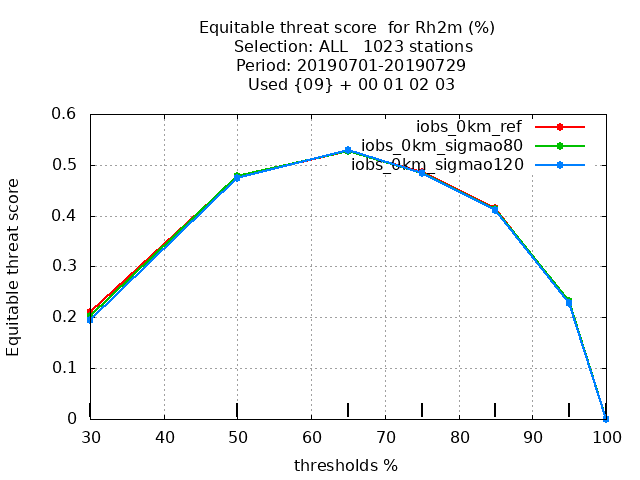 Equitable threat score  for Rh2m (%)
Selection: ALL   1023 stations
Period: 20190701-20190729
Used {09} + 00 01 02 03
iobs_0km_ref
iobs_0km_sigmao80
iobs_0km_sigmao120
Equitable threat score
0.6
0.5
0.4
0.3
0.2
0.1
0
30 40 50 60 70 80 90 100
thresholds %